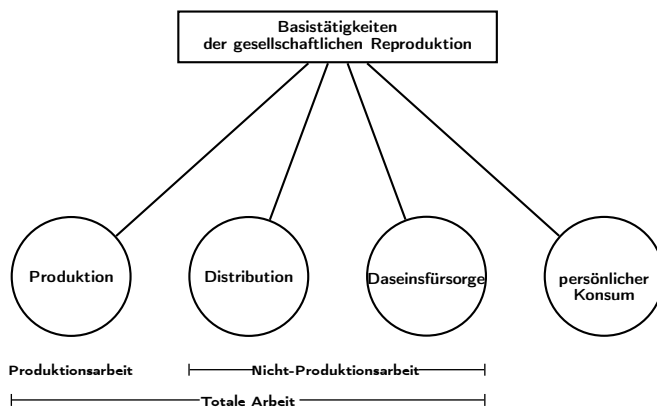 Basistätigkeiten
der gesellschaftlichen Reproduktion
Produktion
Distribution
Daseinsfürsorge
persönlicher
Konsum
Produktionsarbeit
Nicht-Produktionsarbeit
Totale Arbeit